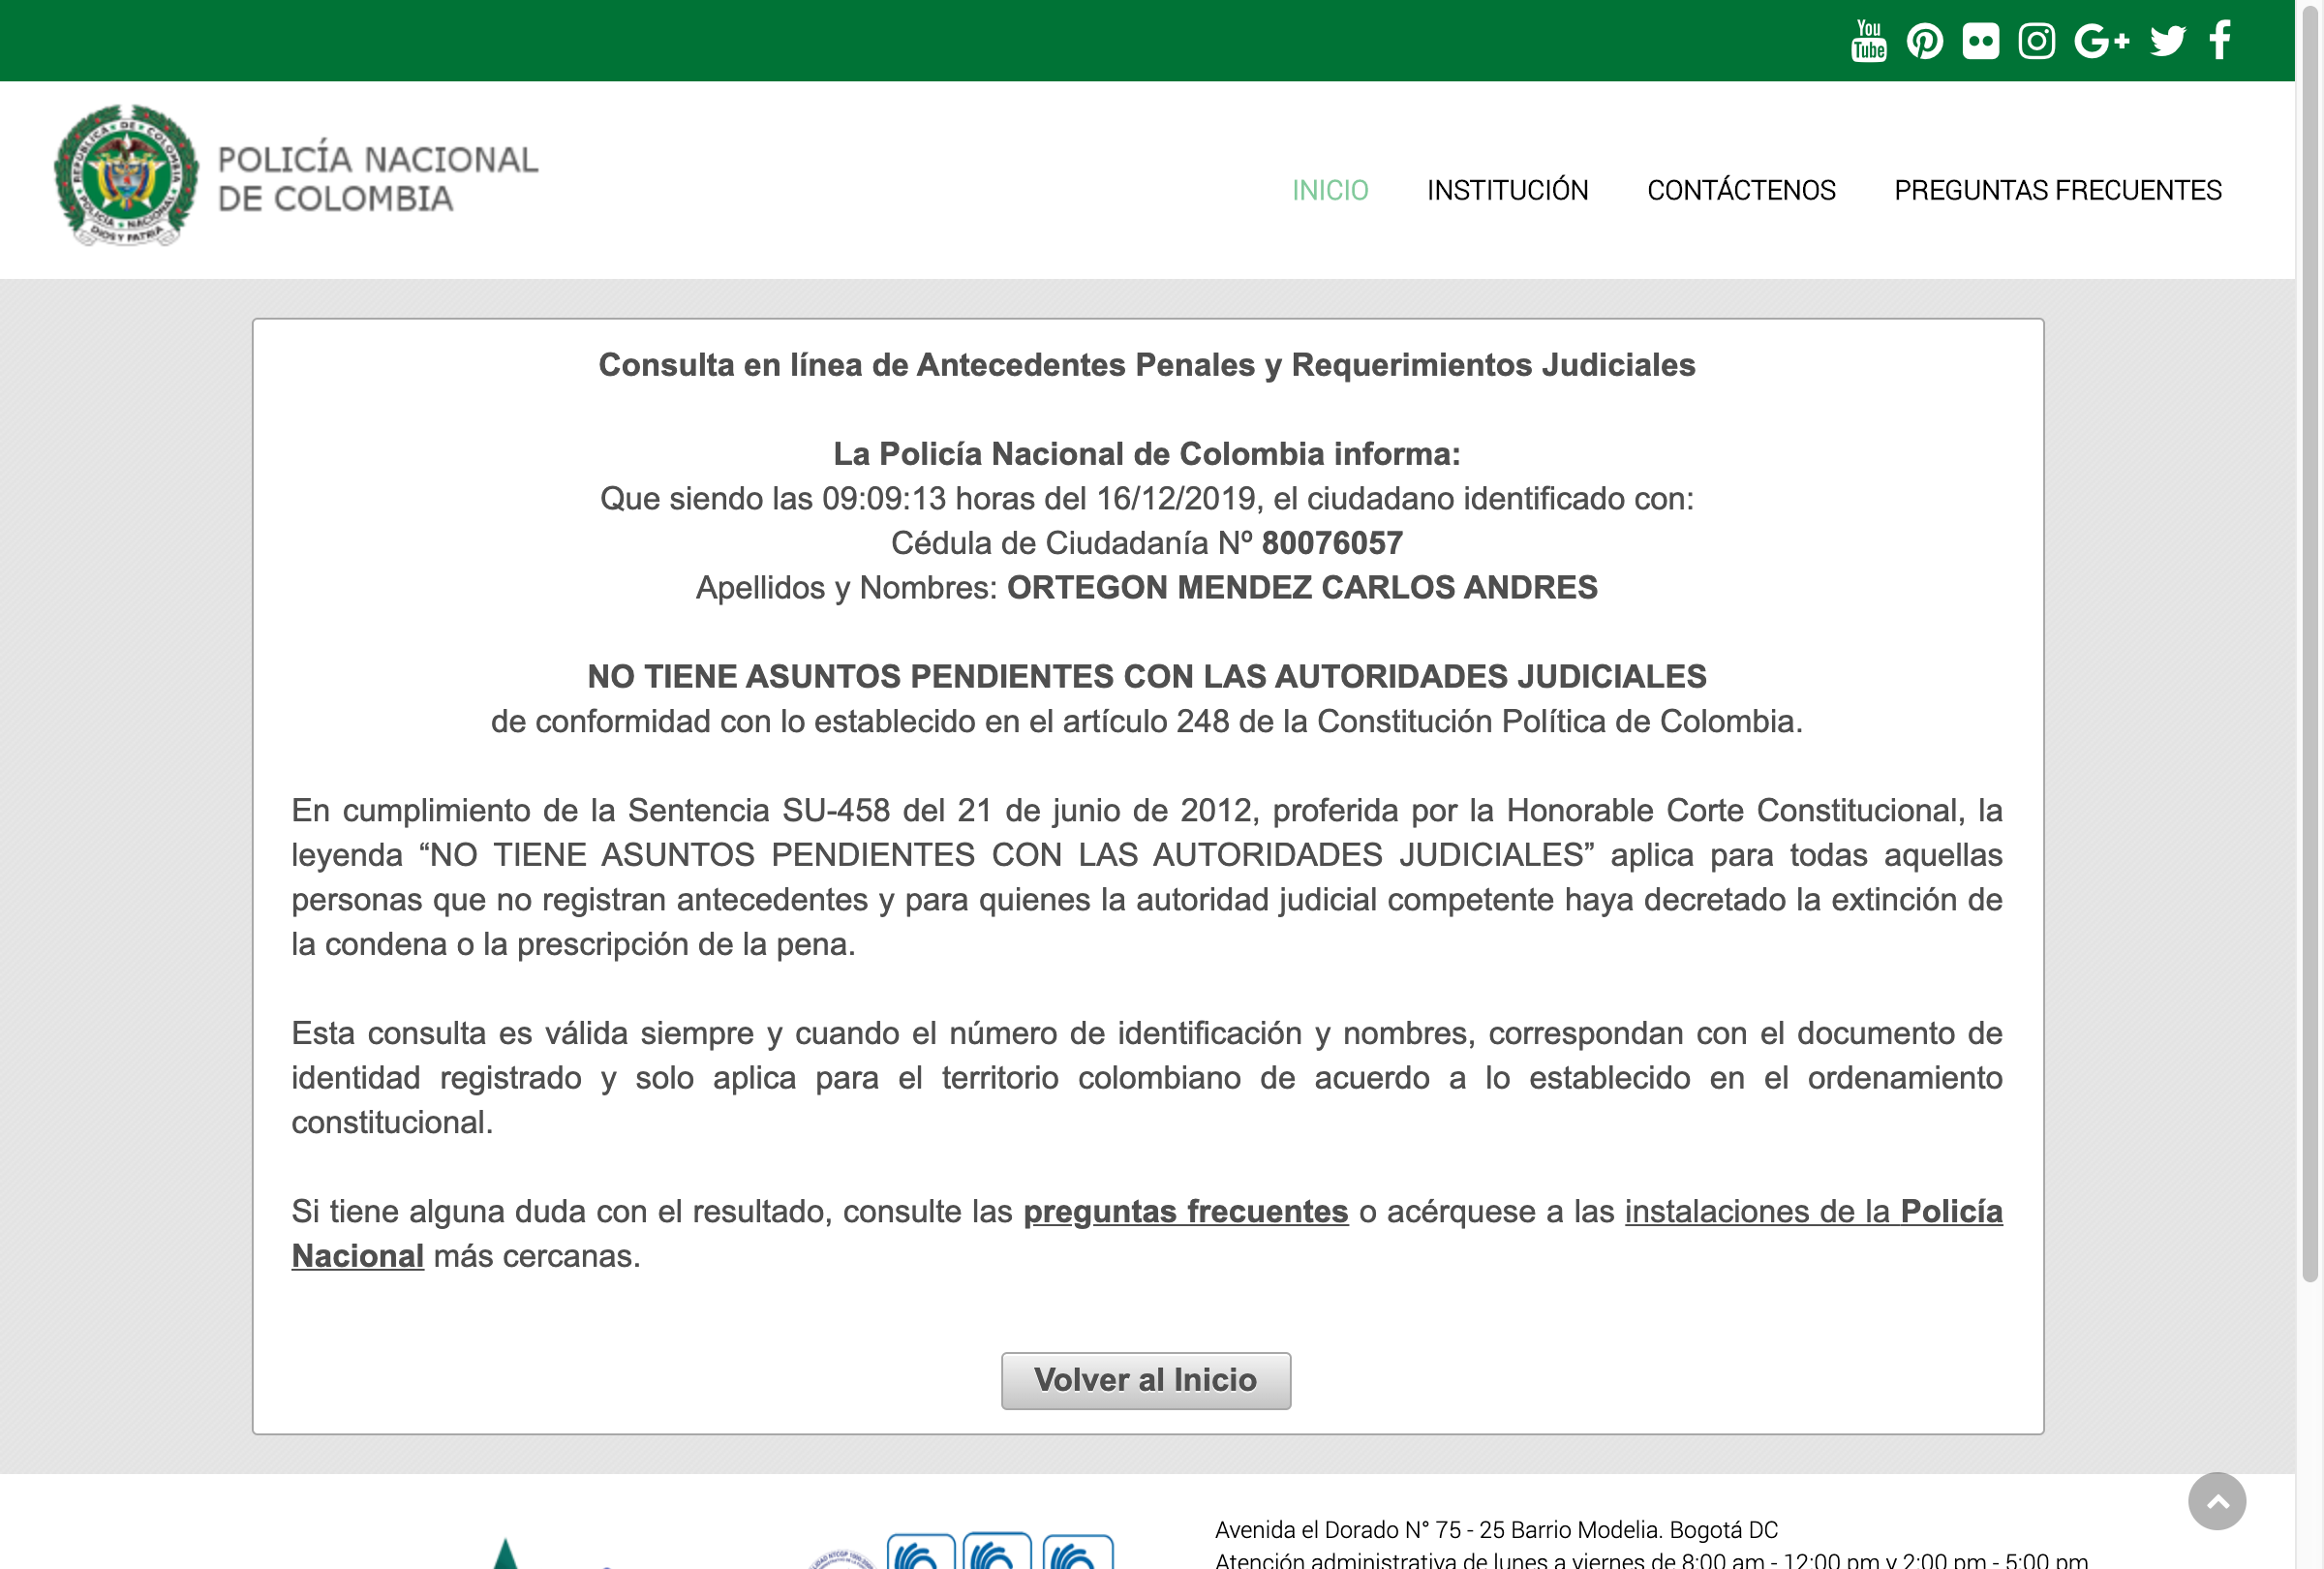 You
Tube
POLICÍA NACIONAL
DE COLOMBIA
INICIO INSTITUCIÓN CONTÁCTENOS PREGUNTAS FRECUENTES
Consulta en línea de Antecedentes Penales y Requerimientos Judiciales
La Policía Nacional de Colombia informa:
Que siendo las 09:09:13 horas del 16/12/2019, el ciudadano identificado con:
Cédula de Ciudadanía Nº 80076057
Apellidos y Nombres: ORTEGON MENDEZ CARLOS ANDRES
NO TIENE ASUNTOS PENDIENTES CON LAS AUTORIDADES JUDICIALES
de conformidad con lo establecido en el artículo 248 de la Constitución Política de Colombia.
En cumplimiento de la Sentencia SU-458 del 21 de junio de 2012, proferida por la Honorable Corte Constitucional, la
leyenda “NO TIENE ASUNTOS PENDIENTES CON LAS AUTORIDADES JUDICIALES” aplica para todas aquellas
personas que no registran antecedentes y para quienes la autoridad judicial competente haya decretado la extinción de
la condena o la prescripción de la pena.
Esta consulta es válida siempre y cuando el número de identificación y nombres, correspondan con el documento de
identidad registrado y solo aplica para el territorio colombiano de acuerdo a lo establecido en el ordenamiento
constitucional.
Si tiene alguna duda con el resultado, consulte las preguntas frecuentes o acérquese a las instalaciones de la Policía
Nacional más cercanas.
Volver al Inicio
Avenida el Dorado N° 75 - 25 Barrio Modelia. Bogotá DC
Atención administrativa de lunes a viernes de 8:00 am - 12:00 pm y 2:00 pm - 5:00 pm